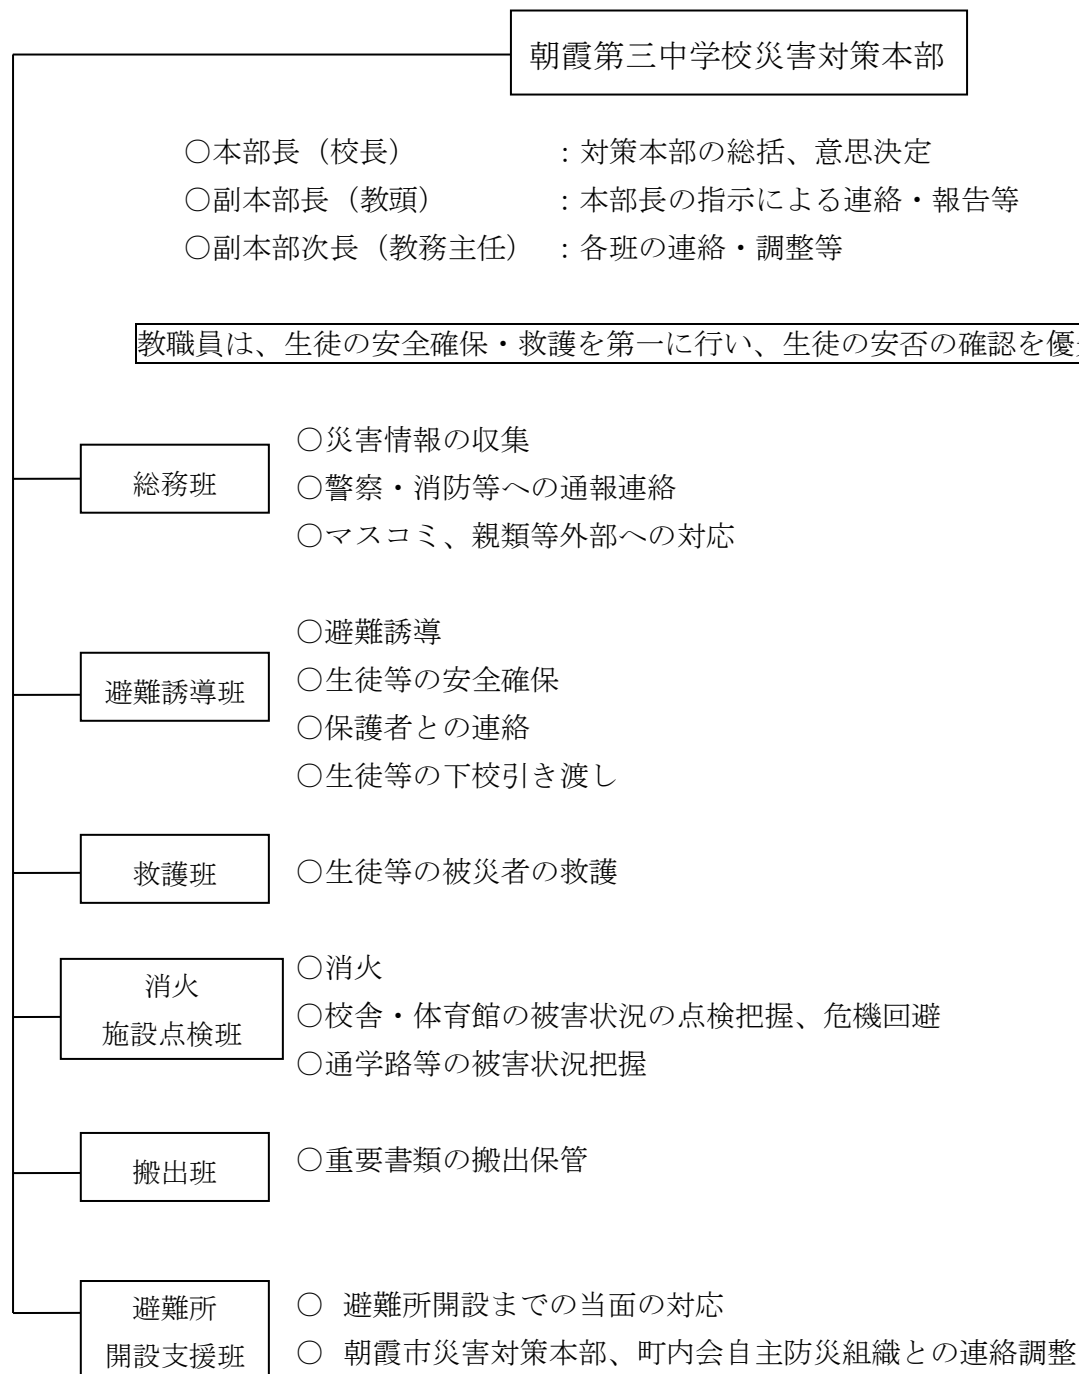 朝霞第三中学校災害対策本部
○本部長（校長）　　　　：対策本部の総括、意思決定
○副本部長（教頭）　　　：本部長の指示による連絡・報告等
○副本部次長（教務主任）：各班の連絡・調整等
教職員は、生徒の安全確保・救護を第一に行い、生徒の安否の確認を優
総務班
○災害情報の収集
○警察・消防等への通報連絡
○マスコミ、親類等外部への対応
避難誘導班
○避難誘導
○生徒等の安全確保
○保護者との連絡
○生徒等の下校引き渡し
救護班
○生徒等の被災者の救護
消火
施設点検班
○消火
○校舎・体育館の被害状況の点検把握、危機回避
○通学路等の被害状況把握
搬出班
○重要書類の搬出保管
避難所
開設支援班
○ 避難所開設までの当面の対応
○ 朝霞市災害対策本部、町内会自主防災組織との連絡調整